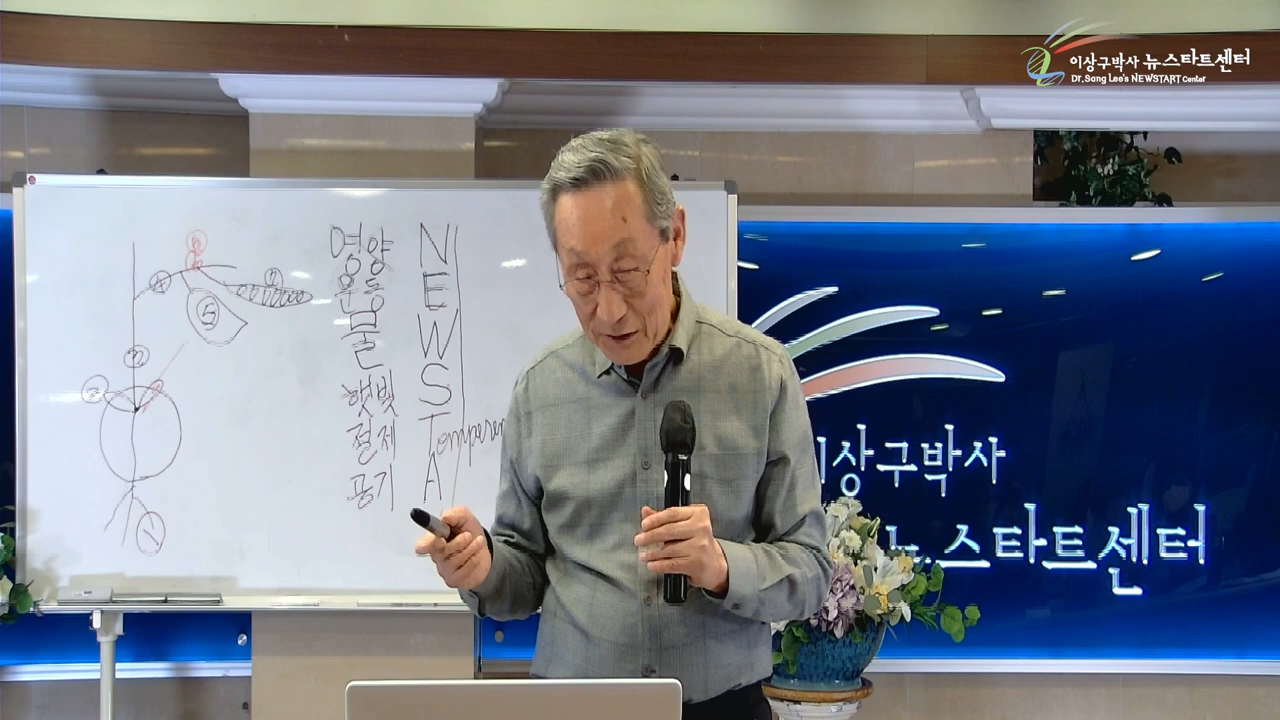 이상구박사 뉴스타트센터
Dr. Sang Lee's NEWSTART Center
영양 N
운동 E
물 W
햇빛 S
절제 Temperen
공기 A
이상구박사
뉴스타트센터